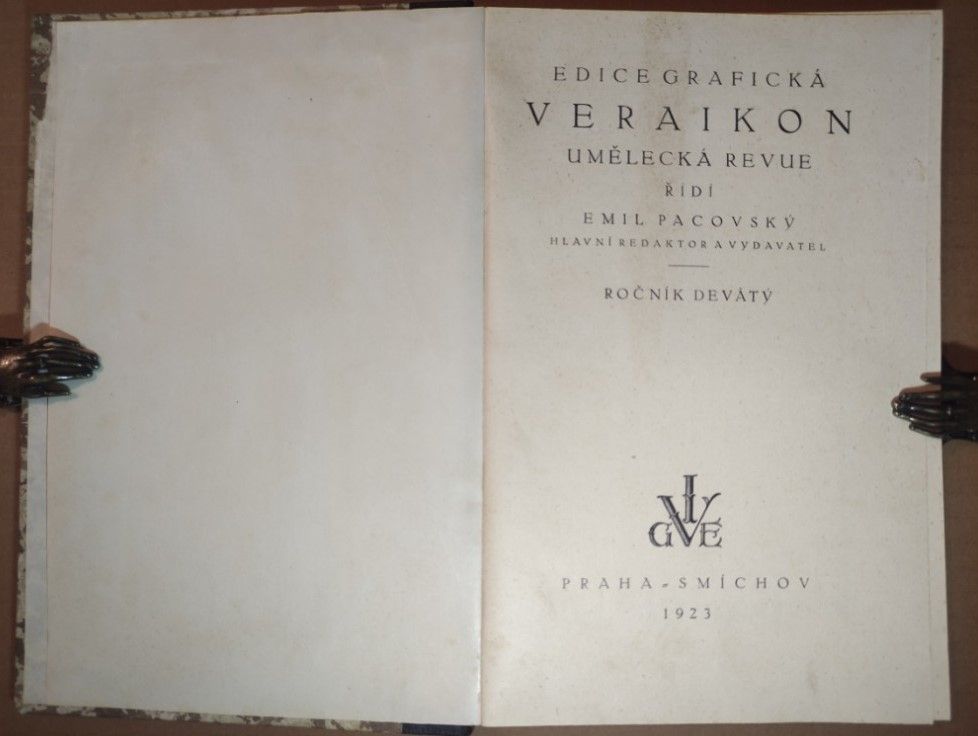 EDICE GRAFICKÁ
VERAIKON
UMĚLECKÁ REVUE
ŘÍDÍ
EMIL PACOVSKÝ
HLAVNÍ REDAKTOR A VYDAVATEL
ROČNÍK DEVÁTÝ
PRAHA-SMÍCHOV
1923